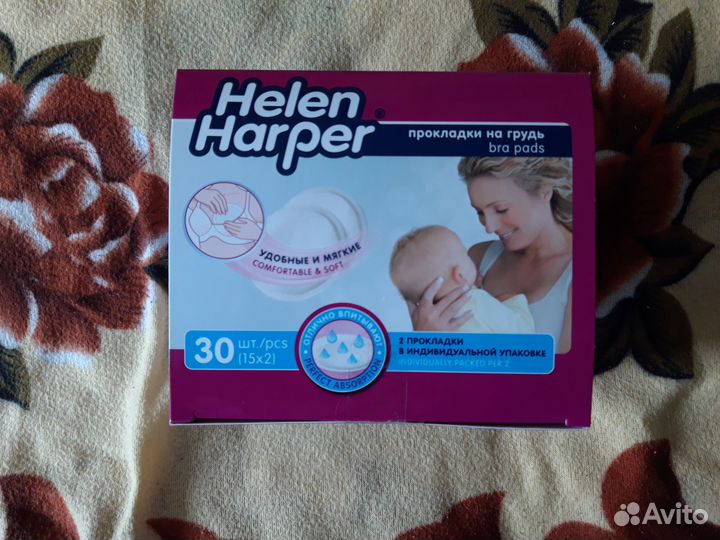 Helen
Harper®
прокладки на грудь
bra pads
УДОБНЫЕ И МЯГКИЕ
COMFORTABLE & SOFT
ОТЛИЧНО ВПИТЫВАЮТ
PERFECT ABSORPTION
30 шт./pcs
(15x2)
2 ПРОКЛАДКИ
В ИНДИВИДУАЛЬНОЙ УПАКОВКЕ
INDIVIDUALLY PACKED PER 2
Avito